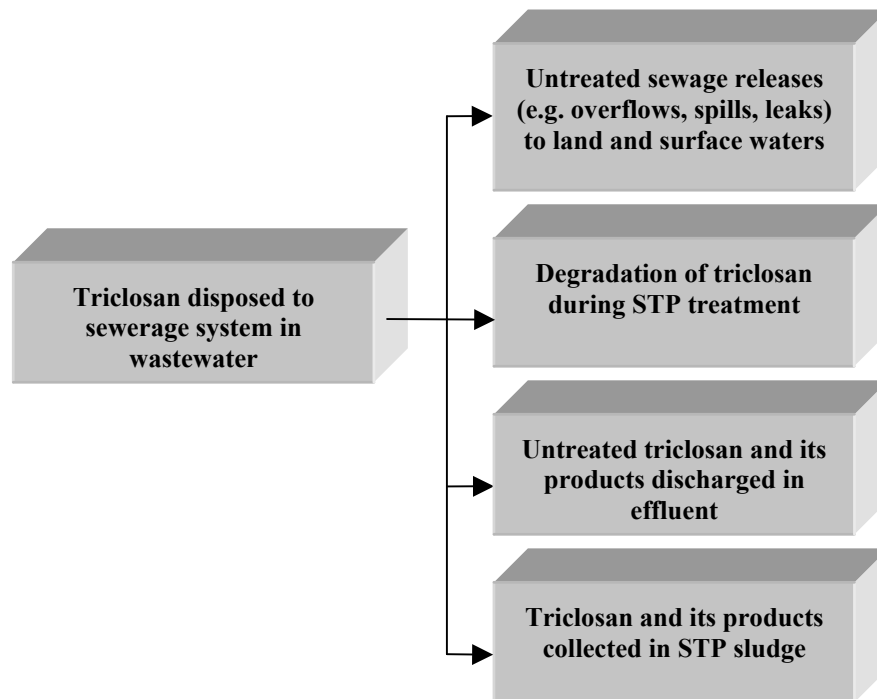 Untreated sewage releases
(e.g. overflows, spills, leaks)
to land and surface waters
Triclosan disposed to
sewerage system in
wastewater
Degradation of triclosan
during STP treatment
Untreated triclosan and its
products discharged in
effluent
Triclosan and its products
collected in STP sludge